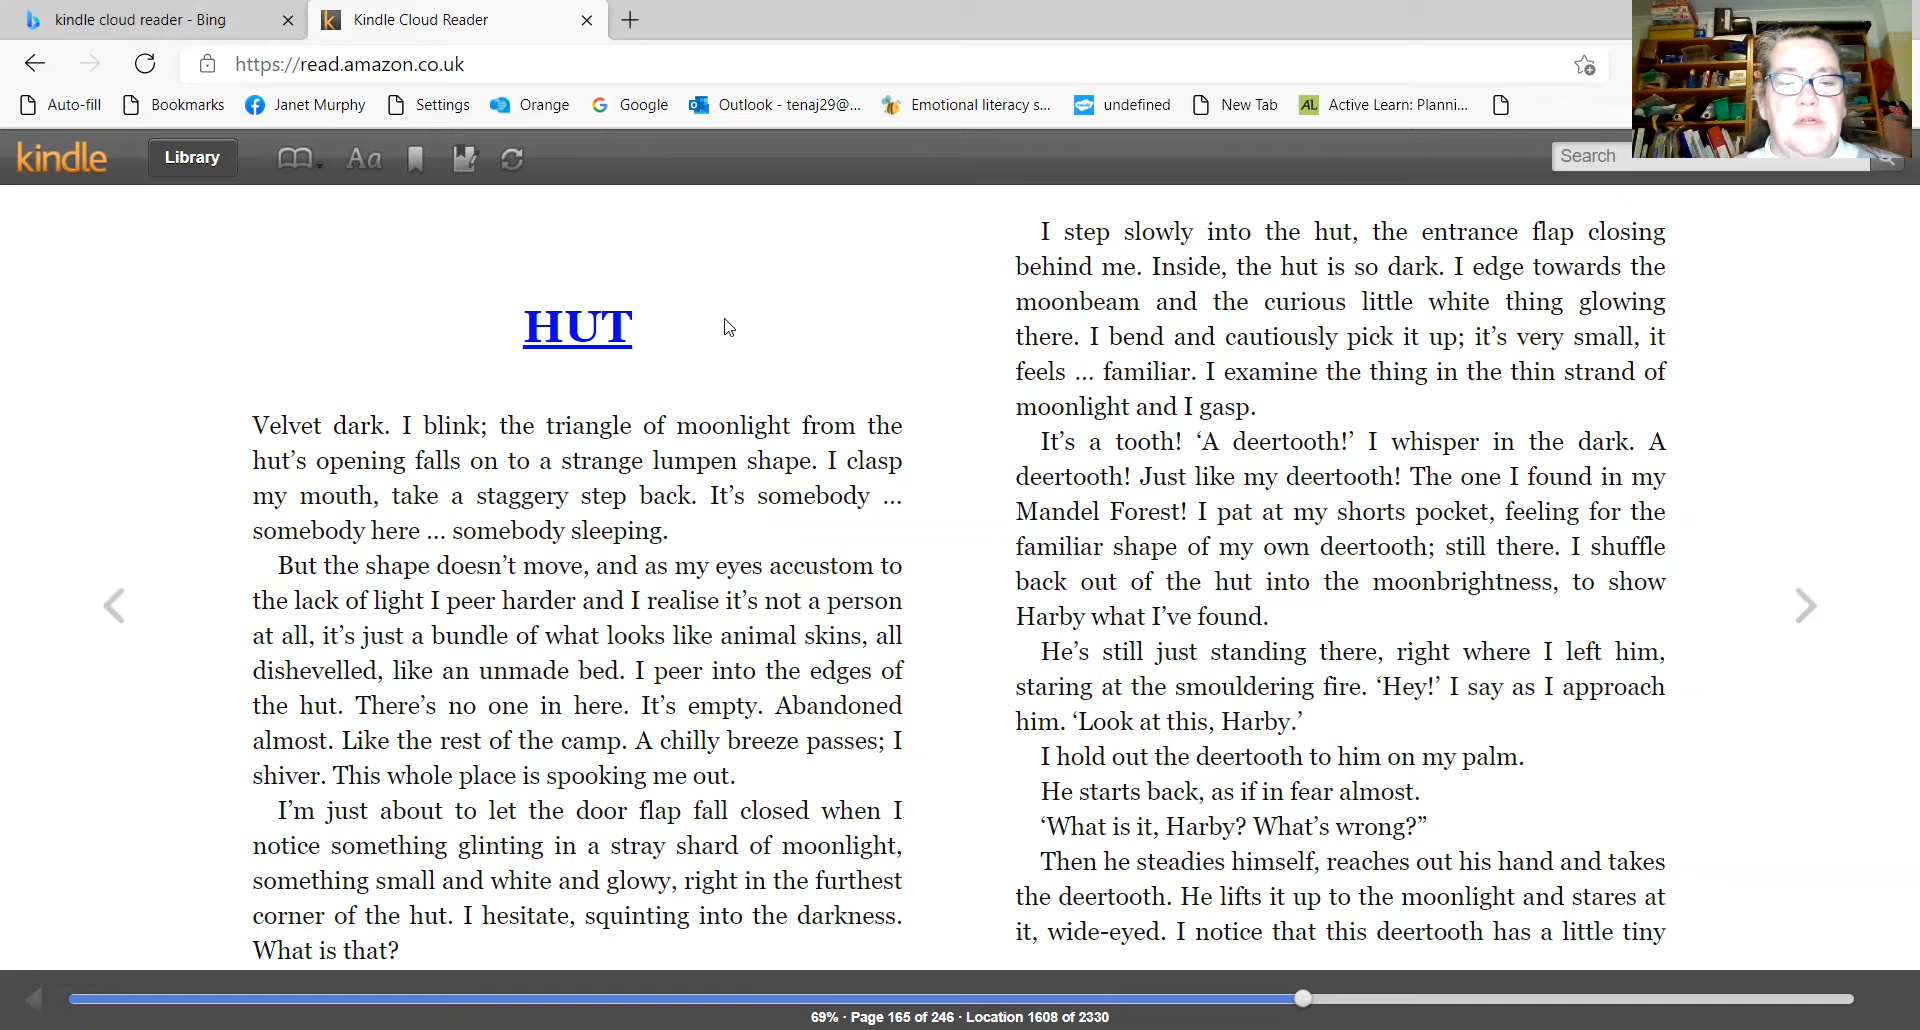 kindle cloud reader - Bing
Kindle Cloud Reader
https://read.amazon.co.uk
Auto-fill
Bookmarks
Janet Murphy
Settings
Orange
Google
Outlook - tenaj29@...
Emotional literacy s...
undefined
New Tab
AL
Active Learn: Planni...
kindle
Library
Aa
Search
HUT
Velvet dark. I blink; the triangle of moonlight from the
hut's opening falls on to a strange lumpen shape. I clasp
my mouth, take a staggery step back. It's somebody ...
somebody here ... somebody sleeping.
But the shape doesn't move, and as my eyes accustom to
the lack of light I peer harder and I realise it's not a person
at all, it's just a bundle of what looks like animal skins, all
dishevelled, like an unmade bed. I peer into the edges of
the hut. There's no one in here. It's empty. Abandoned
almost. Like the rest of the camp. A chilly breeze passes; I
shiver. This whole place is spooking me out.
I'm just about to let the door flap fall closed when I
notice something glinting in a stray shard of moonlight,
something small and white and glowy, right in the furthest
corner of the hut. I hesitate, squinting into the darkness.
What is that?
I step slowly into the hut, the entrance flap closing
behind me. Inside, the hut is so dark. I edge towards the
moonbeam and the curious little white thing glowing
there. I bend and cautiously pick it up; it's very small, it
feels ... familiar. I examine the thing in the thin strand of
moonlight and I gasp.
It's a tooth! 'A deertooth!' I whisper in the dark. A
deertooth! Just like my deertooth! The one I found in my
Mandel Forest! I pat at my shorts pocket, feeling for the
familiar shape of my own deertooth; still there. I shuffle
back out of the hut into the moonbrightness, to show
Harby what I've found.
He's still just standing there, right where I left him,
staring at the smouldering fire. 'Hey!' I say as I approach
him. 'Look at this, Harby.'
I hold out the deertooth to him on my palm.
He starts back, as if in fear almost.
'What is it, Harby? What's wrong?"
Then he steadies himself, reaches out his hand and takes
the deertooth. He lifts it up to the moonlight and stares at
it, wide-eyed. I notice that this deertooth has a little tiny
69% · Page 165 of 246 · Location 1608 of 2330